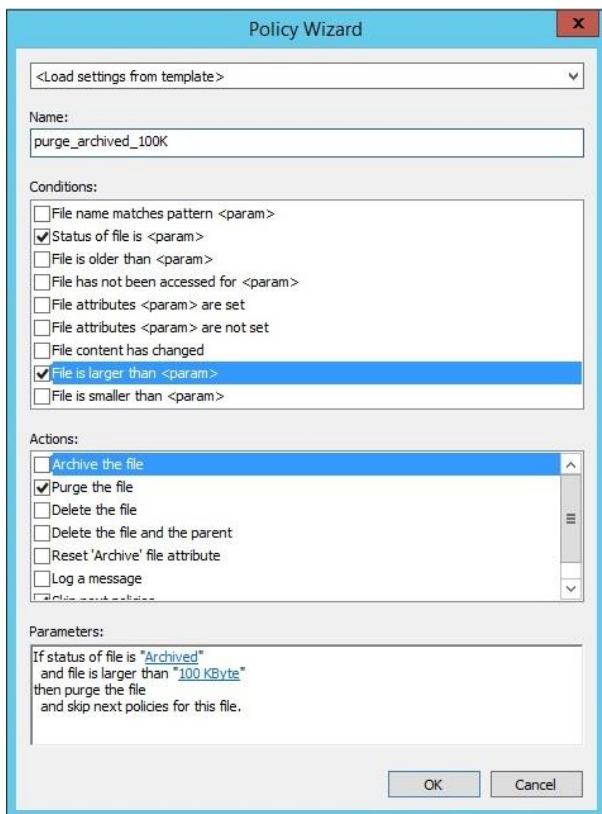 Policy Wizard
x
<Load settings from template>
Name:
purge_archived_100K
Conditions:
File name matches pattern <param>
Status of file is <param>
File is older than <param>
File has not been accessed for <param>
File attributes <param> are set
File attributes <param> are not set
File content has changed
File is larger than <param>
File is smaller than <param>
Actions:
Archive the file
Purge the file
Delete the file
Delete the file and the parent
Reset 'Archive' file attribute
Log a message
Skip next policies
Parameters:
If status of file is "Archived"
and file is larger than "100 KByte"
then purge the file
and skip next policies for this file.
OK Cancel